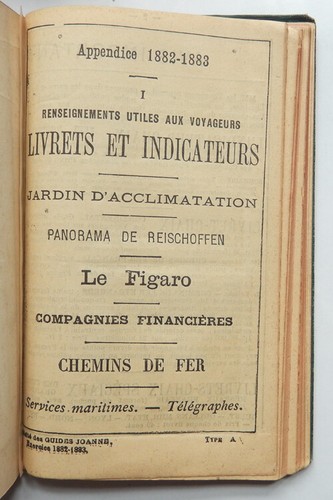 Appendice 1882-1883
I
RENSEIGNEMENTS UTILES AUX VOYAGEURS
LIVRETS ET INDICATEURS
JARDIN D'ACCLIMATATION
PANORAMA DE REISCHOFFEN
Le Figaro
COMPAGNIES FINANCIÈRES
CHEMINS DE FER
Services maritimes. — Télégraphes.
des GUIDES JOANNE, TYPE A
Exercice 1882-1883.